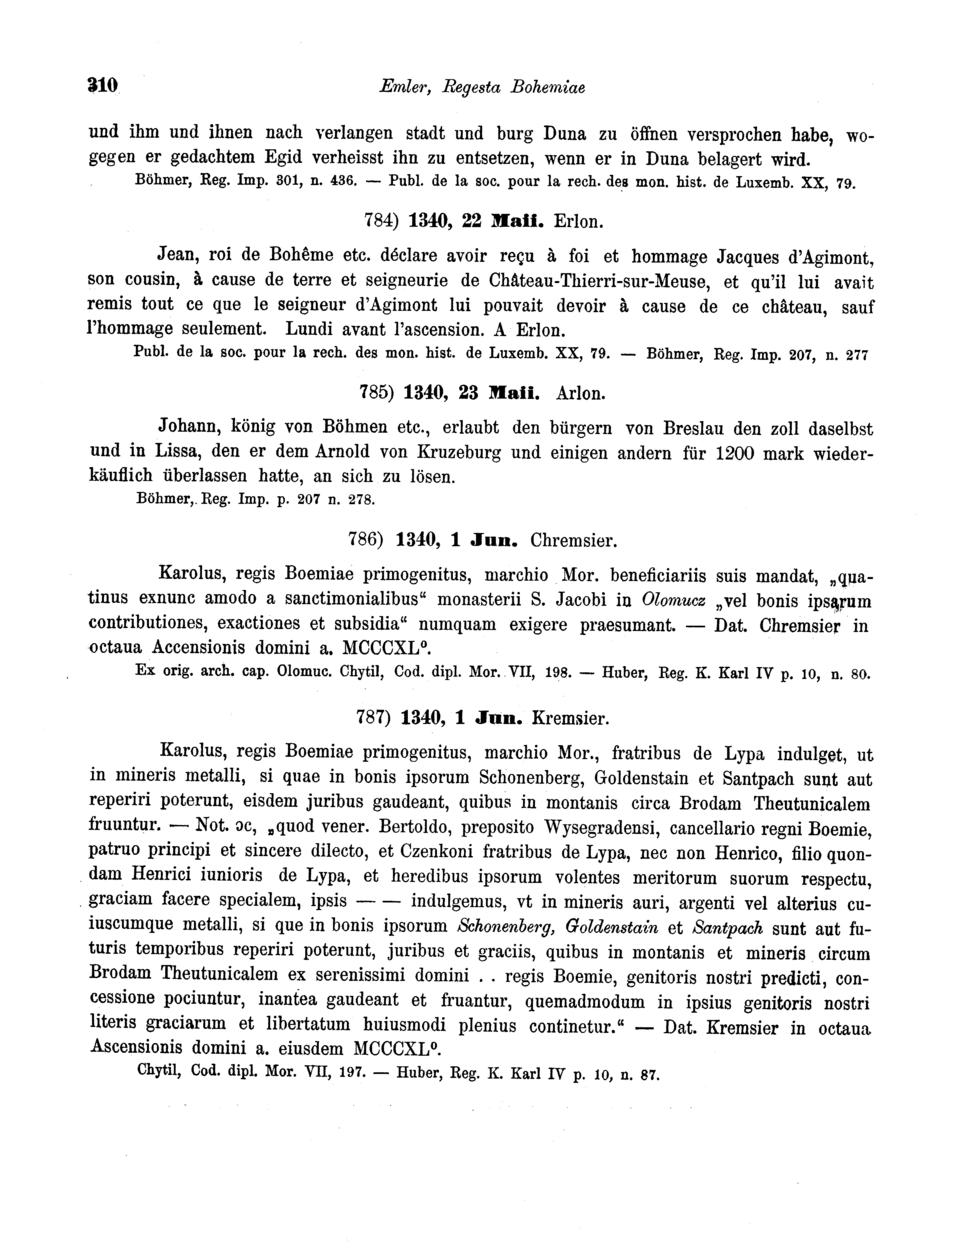 310 Emler, Regesta Bohemiae
und ihm und ihnen nach verlangen stadt und burg Duna zu öffnen versprochen habe, wo-
gegen er gedachtem Egid verheisst ihn zu entsetzen, wenn er in Duna belagert wird.
Böhmer, Reg. Imp. 301, n. 436. — Publ. de la soc. pour la rech. des mon. hist. de Luxemb. XX, 79.
784) 1340, 22 Maii. Erlon.
Jean, roi de Bohême etc. déclare avoir reçu à foi et hommage Jacques d'Agimont,
son cousin, à cause de terre et seigneurie de Château-Thierri-sur-Meuse, et qu'il lui avait
remis tout ce que le seigneur d'Agimont lui pouvait devoir à cause de ce château, sauf
l'hommage seulement. Lundi avant l'ascension. A Erlon.
Publ. de la soc. pour la rech. des mon. hist. de Luxemb. XX, 79. — Böhmer, Reg. Imp. 207, n. 277
785) 1340, 23 Maii. Arlon.
Johann, könig von Böhmen etc., erlaubt den bürgern von Breslau den zoll daselbst
und in Lissa, den er dem Arnold von Kruzeburg und einigen andern für 1200 mark wieder-
käuflich überlassen hatte, an sich zu lösen.
Böhmer, Reg. Imp. p. 207 n. 278.
786) 1340, 1 Jun. Chremsier.
Karolus, regis Boemiae primogenitus, marchio Mor. beneficiariis suis mandat, „qua-
tinus exnunc amodo a sanctimonialibus“ monasterii S. Jacobi in Olomucz „vel bonis ipsarum
contributiones, exactiones et subsidia“ numquam exigere praesumant. — Dat. Chremsier in
octaua Accensionis domini a. MCCCXL⁰.
Ex orig. arch. cap. Olomuc. Chytil, Cod. dipl. Mor. VII, 198. — Huber, Reg. K. Karl IV p. 10, n. 80.
787) 1340, 1 Jun. Kremsier.
Karolus, regis Boemiae primogenitus, marchio Mor., fratribus de Lypa indulget, ut
in mineris metalli, si quae in bonis ipsorum Schonenberg, Goldenstain et Santpach sunt aut
reperiri poterunt, eisdem juribus gaudeant, quibus in montanis circa Brodam Theutunicalem
fruuntur. — Not. ɔc, „quod vener. Bertoldo, preposito Wysegradensi, cancellario regni Boemie,
patruo principi et sincere dilecto, et Czenkoni fratribus de Lypa, nec non Henrico, filio quon-
dam Henrici iunioris de Lypa, et heredibus ipsorum volentes meritorum suorum respectu,
graciam facere specialem, ipsis — — indulgemus, vt in mineris auri, argenti vel alterius cu-
iuscumque metalli, si que in bonis ipsorum Schonenberg, Goldenstain et Santpach sunt aut fu-
turis temporibus reperiri poterunt, juribus et graciis, quibus in montanis et mineris circum
Brodam Theutunicalem ex serenissimi domini . . regis Boemie, genitoris nostri predicti, con-
cessione pociuntur, inantea gaudeant et fruantur, quemadmodum in ipsius genitoris nostri
literis graciarum et libertatum huiusmodi plenius continetur.“ — Dat. Kremsier in octaua
Ascensionis domini a. eiusdem MCCCXL⁰.
Chytil, Cod. dipl. Mor. VII, 197. — Huber, Reg. K. Karl IV p. 10, n. 87.